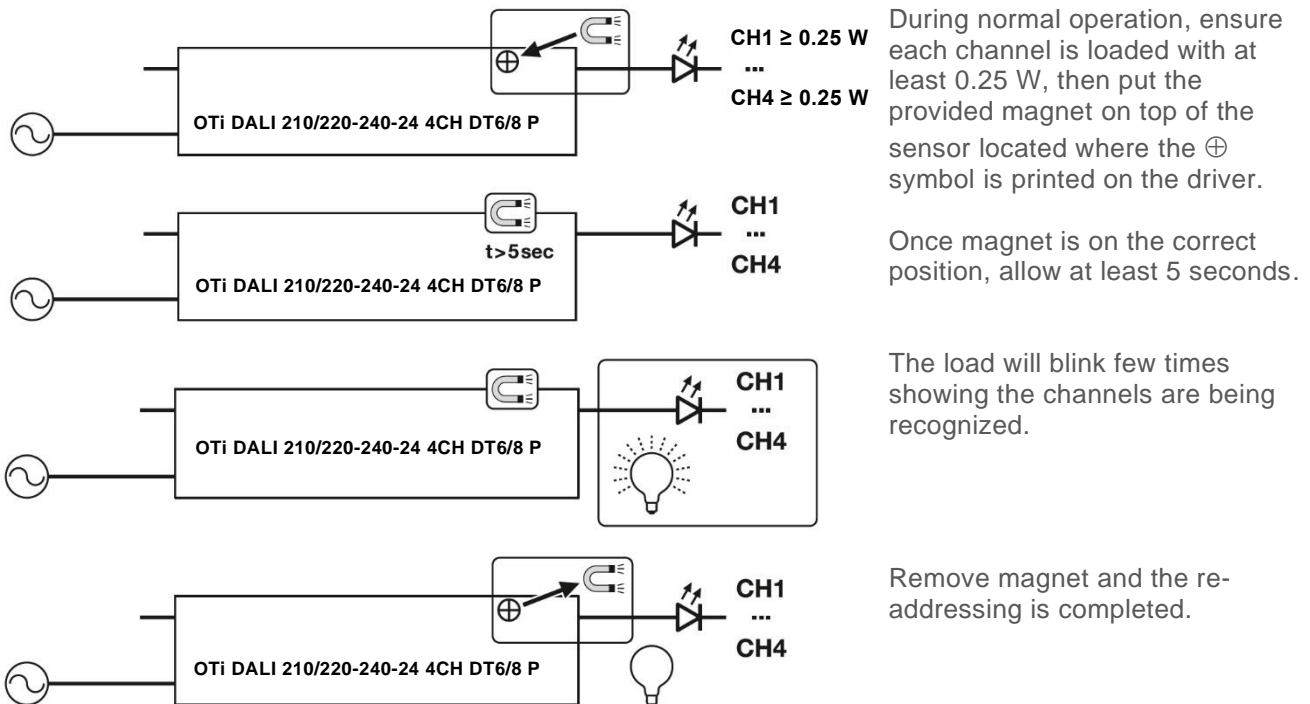 CH1 ≥ 0.25 W
...
CH4 ≥ 0.25 W
OTi DALI 210/220-240-24 4CH DT6/8 P
During normal operation, ensure
each channel is loaded with at
least 0.25 W, then put the
provided magnet on top of the
sensor located where the ⊕
symbol is printed on the driver.
t>5sec
CH1
...
CH4
OTi DALI 210/220-240-24 4CH DT6/8 P
Once magnet is on the correct
position, allow at least 5 seconds.
CH1
...
CH4
OTi DALI 210/220-240-24 4CH DT6/8 P
The load will blink few times
showing the channels are being
recognized.
CH1
...
CH4
OTi DALI 210/220-240-24 4CH DT6/8 P
Remove magnet and the re-
addressing is completed.